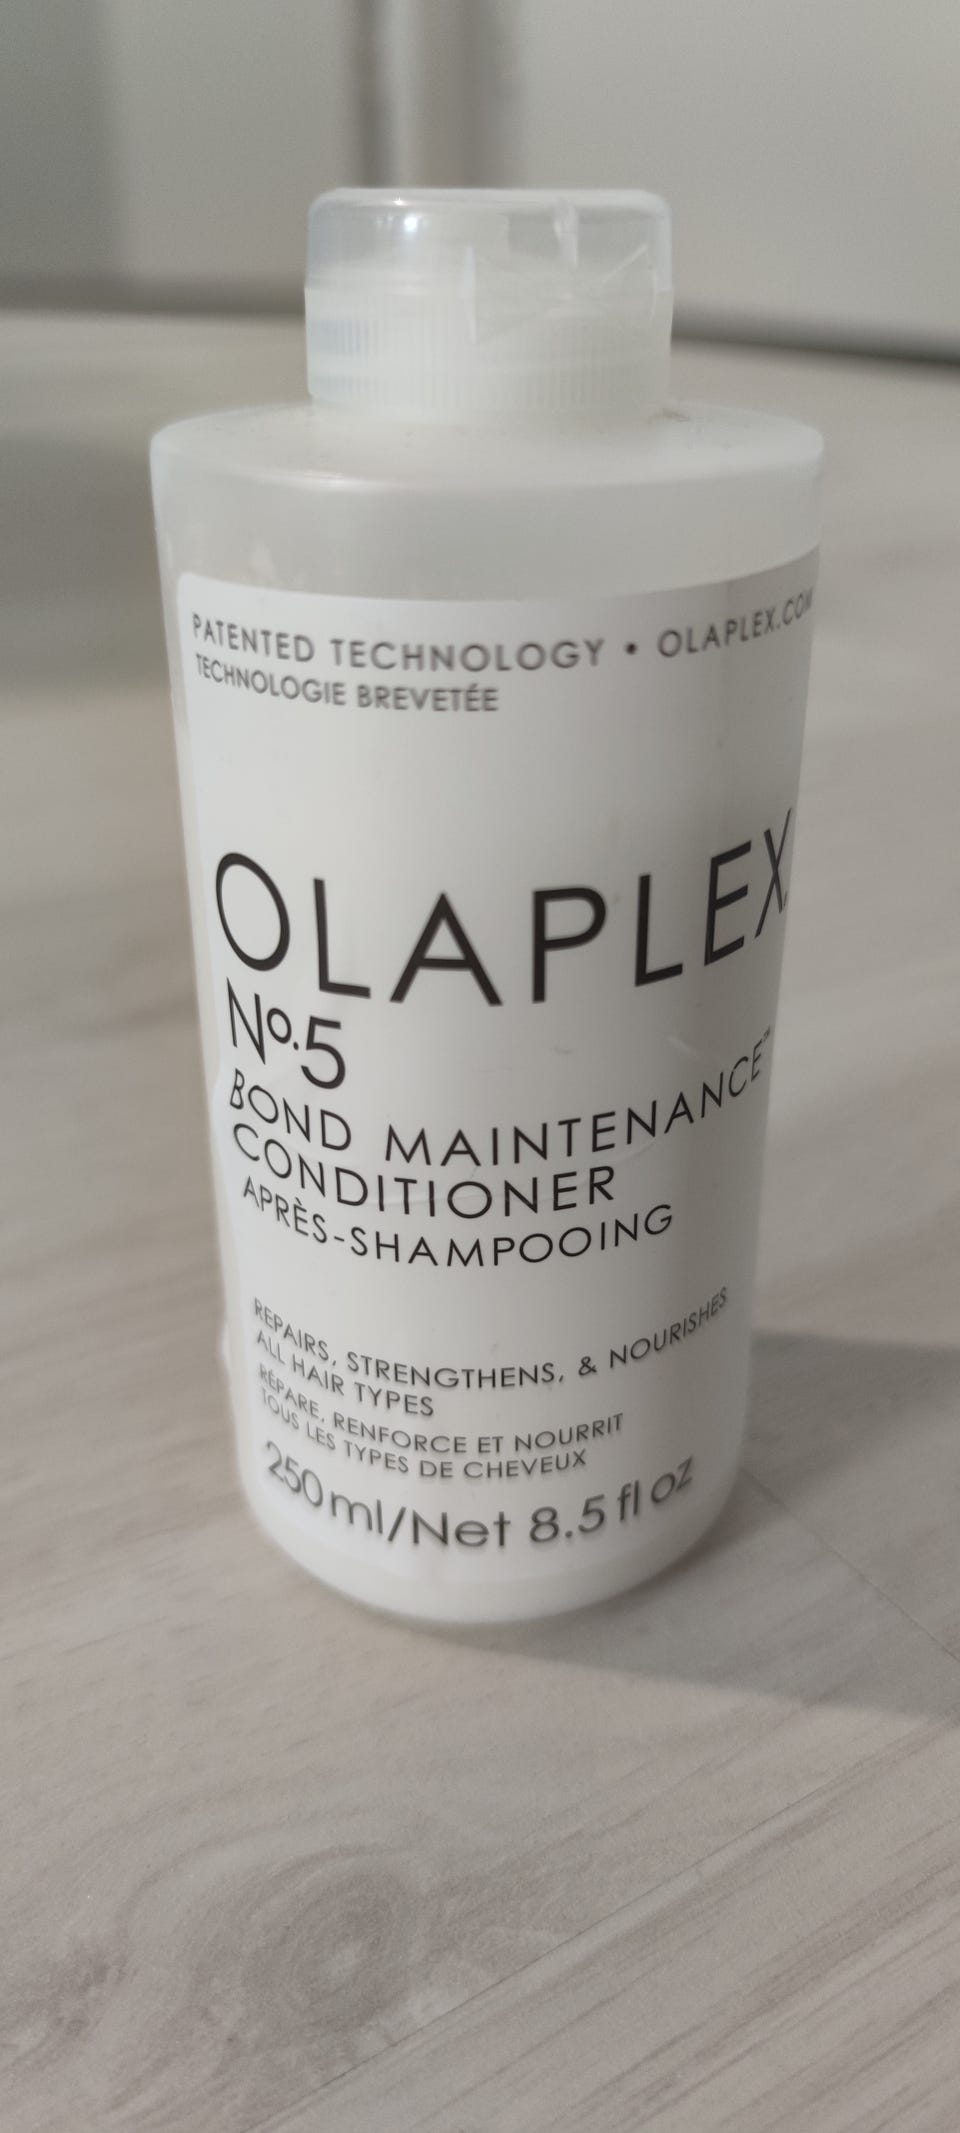 PATENTED TECHNOLOGY • OLAPLEX.COM
TECHNOLOGIE BREVETÉE
OLAPLEX
Nº.5
BOND MAINTENANCE™
CONDITIONER
APRÈS-SHAMPOOING
REPAIRS, STRENGTHENS, & NOURISHES
ALL HAIR TYPES
RÉPARE, RENFORCE ET NOURRIT
TOUS LES TYPES DE CHEVEUX
250 ml/Net 8.5 fl oz